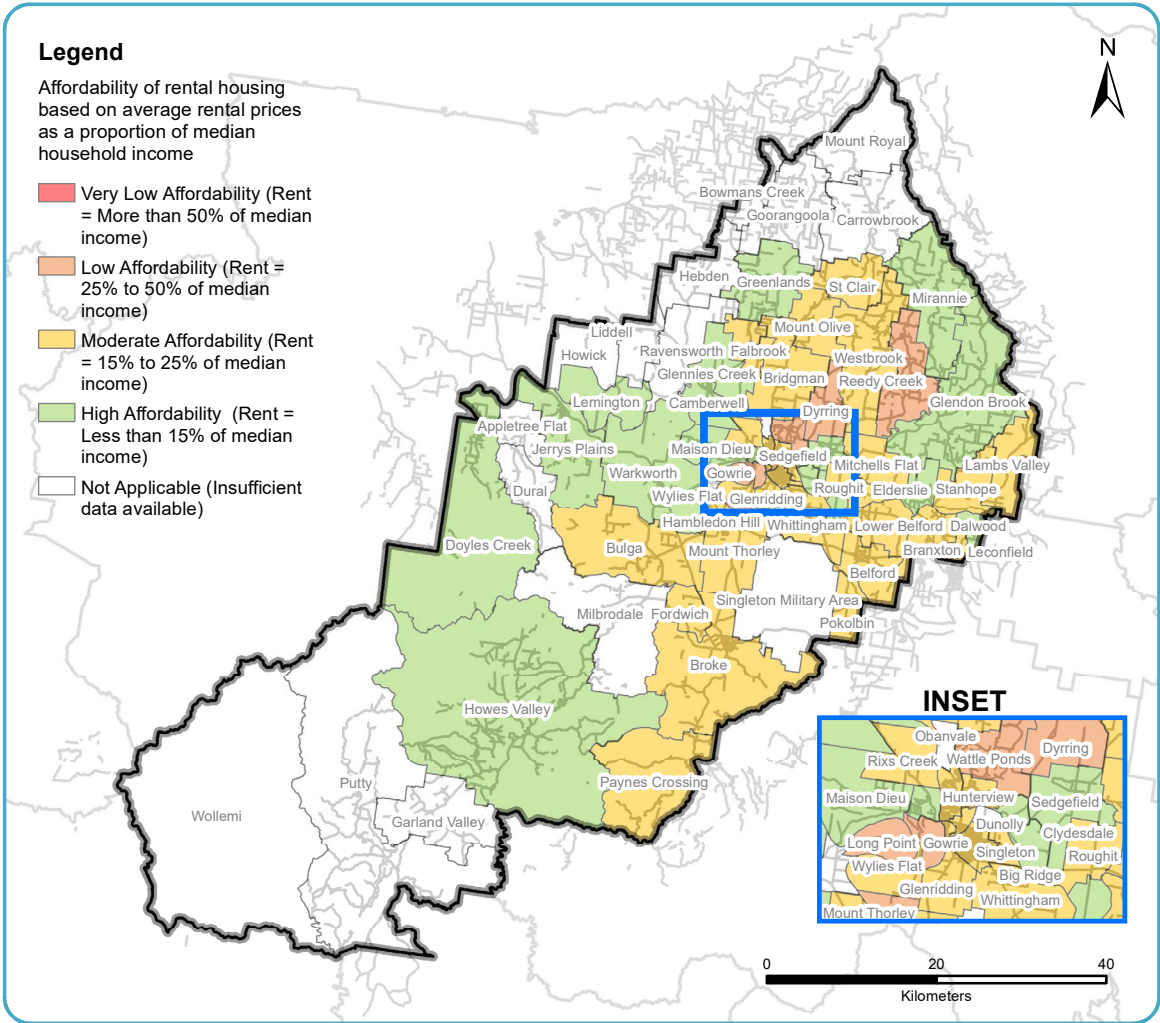 Legend
Affordability of rental housing
based on average rental prices
as a proportion of median
household income
Very Low Affordability (Rent
= More than 50% of median
income)
Low Affordability (Rent =
25% to 50% of median
income)
Moderate Affordability (Rent
= 15% to 25% of median
income)
High Affordability  (Rent =
Less than 15% of median
income)
Not Applicable (Insufficient
data available)
N
Mount Royal
Bowmans Creek
Goorangoola
Carrowbrook
Hebden
Greenlands
St Clair
Mirannie
Liddell
Mount Olive
Howick
Ravensworth
Falbrook
Westbrook
Glennies Creek
Bridgman
Reedy Creek
Lemington
Camberwell
Dyrring
Glendon Brook
Appletree Flat
Jerrys Plains
Maison Dieu
Sedgefield
Mitchells Flat
Lambs Valley
Warkworth
Gowrie
Dural
Wylies Flat
Glenridding
Roughit
Elderslie
Stanhope
Hambledon Hill
Whittingham
Lower Belford
Dalwood
Doyles Creek
Bulga
Mount Thorley
Branxton
Leconfield
Belford
Singleton Military Area
Milbrodale
Fordwich
Pokolbin
Broke
Howes Valley
Paynes Crossing
Putty
Wollemi
Garland Valley
INSET
Obanvale
Rixs Creek
Wattle Ponds
Dyrring
Maison Dieu
Hunterview
Sedgefield
Dunolly
Clydesdale
Long Point
Gowrie
Singleton
Roughit
Wylies Flat
Big Ridge
Glenridding
Whittingham
Mount Thorley
0
20
40
Kilometers